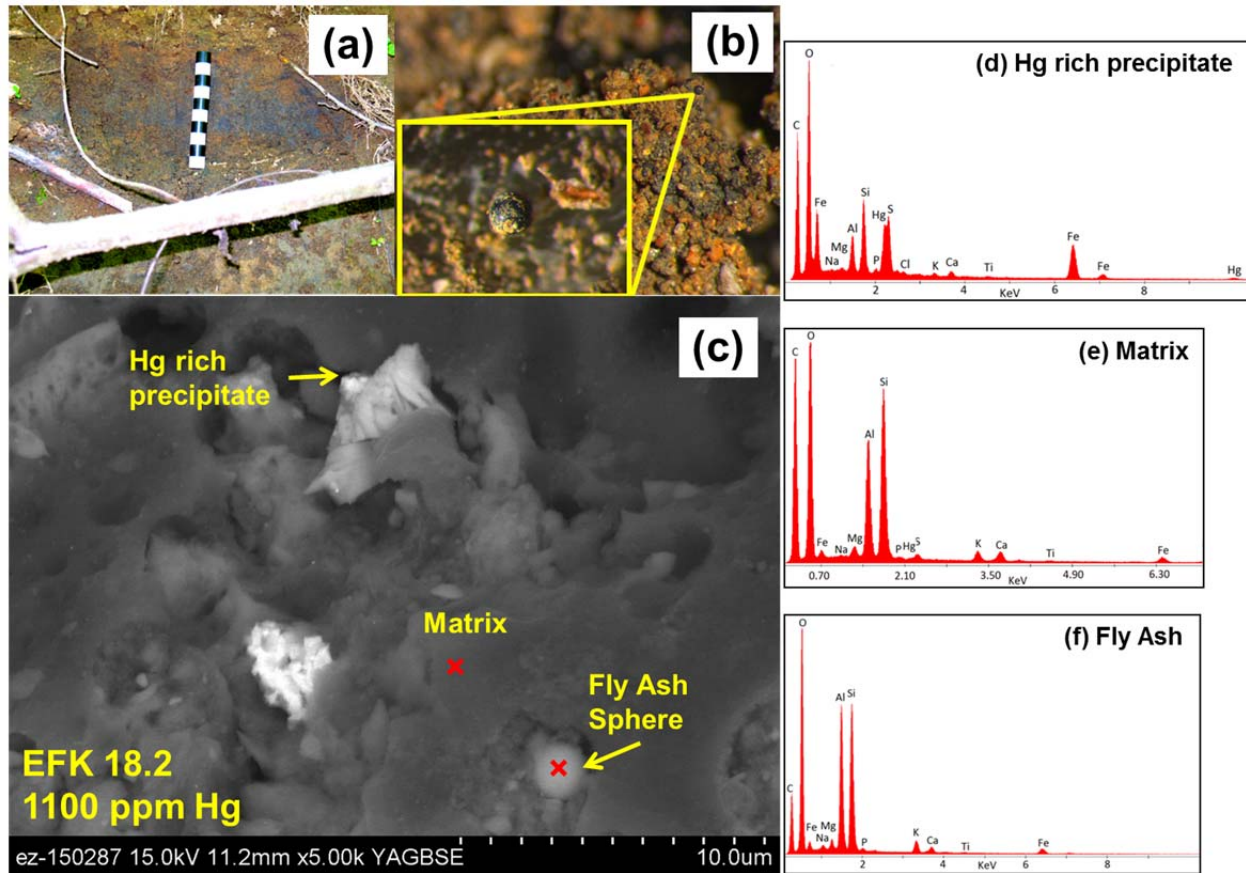 (a)
(b)
(c)
Hg rich
precipitate
Matrix
Fly Ash
Sphere
EFK 18.2
1100 ppm Hg
ez-150287 15.0kV 11.2mm x5.00k YAGBSE 10.0um
(d) Hg rich precipitate
O
C
Fe
Na
Mg
Al
Si
P
Hg
S
Cl
K
Ca
Ti
Fe
Fe
Hg
2 4 6 8
KeV
(e) Matrix
C
O
Fe
Na
Mg
Al
Si
P
Hg
S
K
Ca
Ti
Fe
0.70 2.10 3.50 4.90 6.30
KeV
(f) Fly Ash
C
O
Fe
Na
Mg
Al
Si
P
K
Ca
Ti
Fe
2 4 6 8
KeV